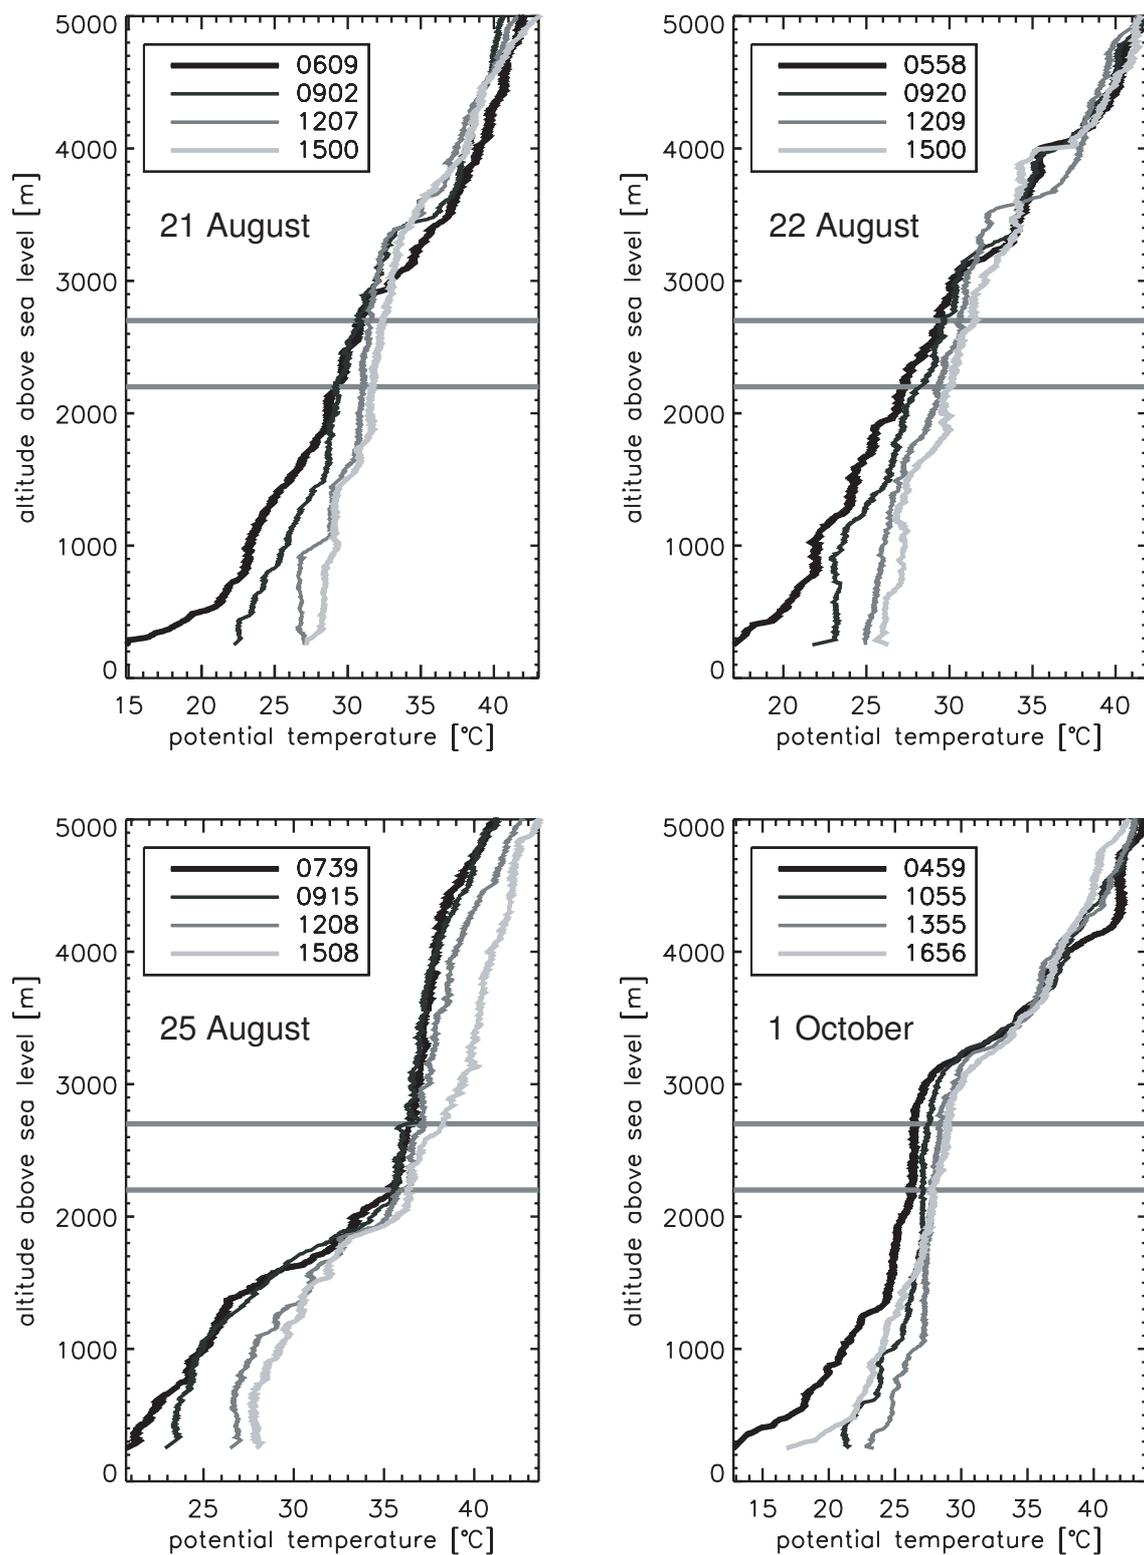 5000
4000
3000
2000
1000
0
altitude above sea level [m]
0609
0902
1207
1500
21 August
15 20 25 30 35 40
potential temperature [°C]
5000
4000
3000
2000
1000
0
altitude above sea level [m]
0558
0920
1209
1500
22 August
20 25 30 35 40
potential temperature [°C]
5000
4000
3000
2000
1000
0
altitude above sea level [m]
0739
0915
1208
1508
25 August
25 30 35 40
potential temperature [°C]
5000
4000
3000
2000
1000
0
altitude above sea level [m]
0459
1055
1355
1656
1 October
15 20 25 30 35 40
potential temperature [°C]